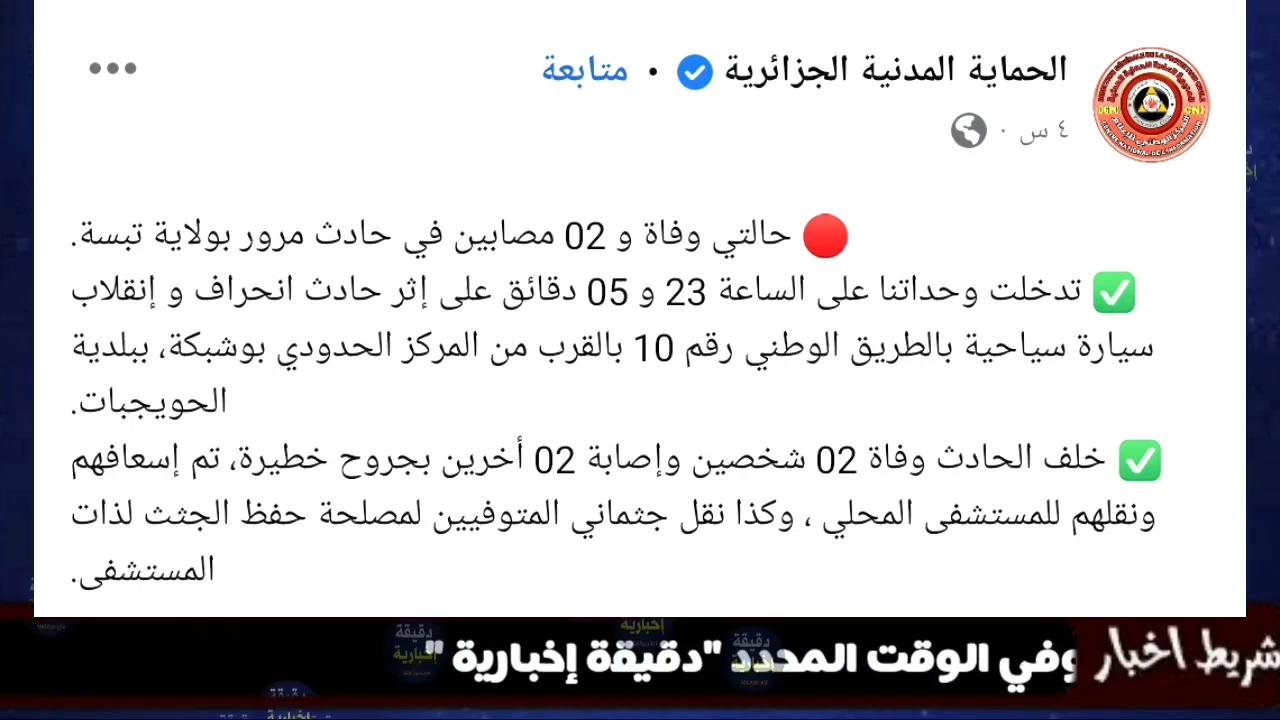 الحماية المدنية الجزائرية • متابعة
٤ س ·
🔴 حالتي وفاة و 02 مصابين في حادث مرور بولاية تبسة.
✅ تدخلت وحداتنا على الساعة 23 و 05 دقائق على إثر حادث انحراف و إنقلاب
سيارة سياحية بالطريق الوطني رقم 10 بالقرب من المركز الحدودي بوشبكة، ببلدية
الحويجبات.
✅ خلف الحادث وفاة 02 شخصين وإصابة 02 أخرين بجروح خطيرة، تم إسعافهم
ونقلهم للمستشفى المحلي ، وكذا نقل جثماني المتوفيين لمصلحة حفظ الجثث لذات
المستشفى.
شريط اخبار
وفي الوقت المحدد "دقيقة إخبارية "
دقيقة
إخبارية